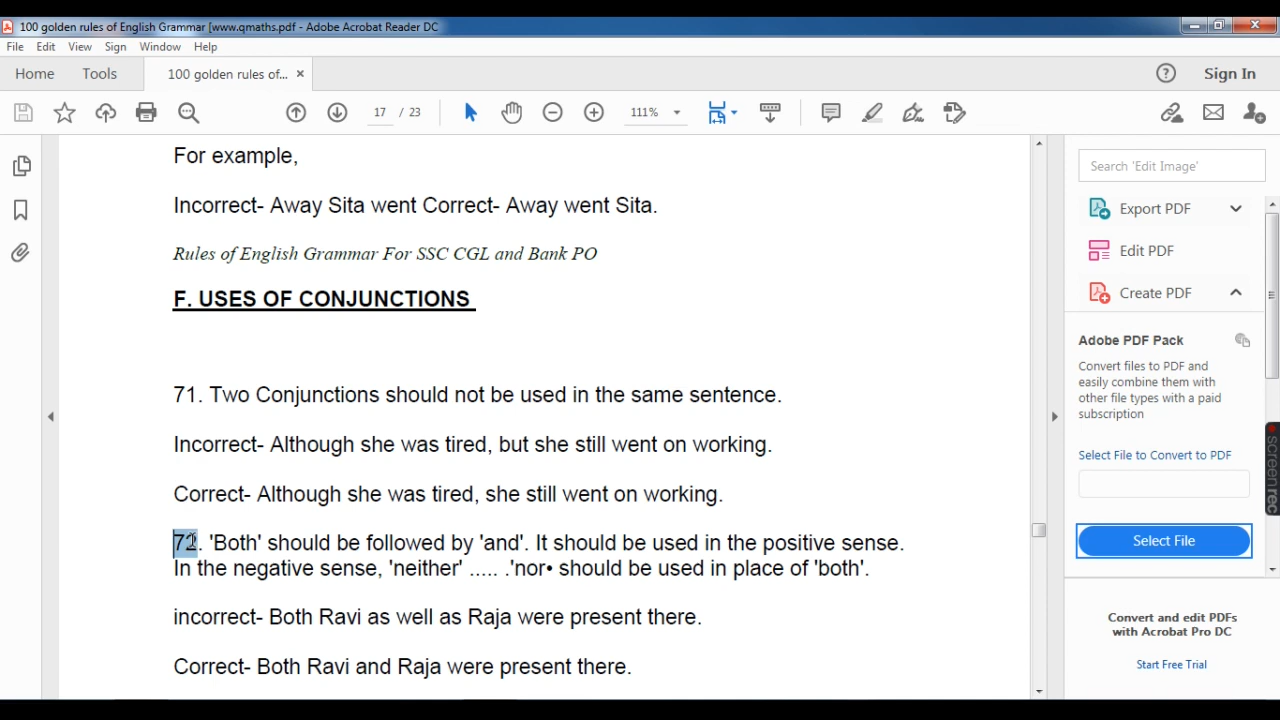 100 golden rules of English Grammar [www.qmaths.pdf - Adobe Acrobat Reader DC
File Edit View Sign Window Help
Home Tools 100 golden rules of... × Sign In
17 / 23 111%
For example,
Incorrect- Away Sita went Correct- Away went Sita.
Rules of English Grammar For SSC CGL and Bank PO
F. USES OF CONJUNCTIONS
71. Two Conjunctions should not be used in the same sentence.
Incorrect- Although she was tired, but she still went on working.
Correct- Although she was tired, she still went on working.
72. 'Both' should be followed by 'and'. It should be used in the positive sense.
In the negative sense, 'neither' ..... .'nor• should be used in place of 'both'.
incorrect- Both Ravi as well as Raja were present there.
Correct- Both Ravi and Raja were present there.
Search 'Edit Image'
Export PDF
Edit PDF
Create PDF
Adobe PDF Pack
Convert files to PDF and
easily combine them with
other file types with a paid
subscription
Select File to Convert to PDF
Select File
Convert and edit PDFs
with Acrobat Pro DC
Start Free Trial
screenrec